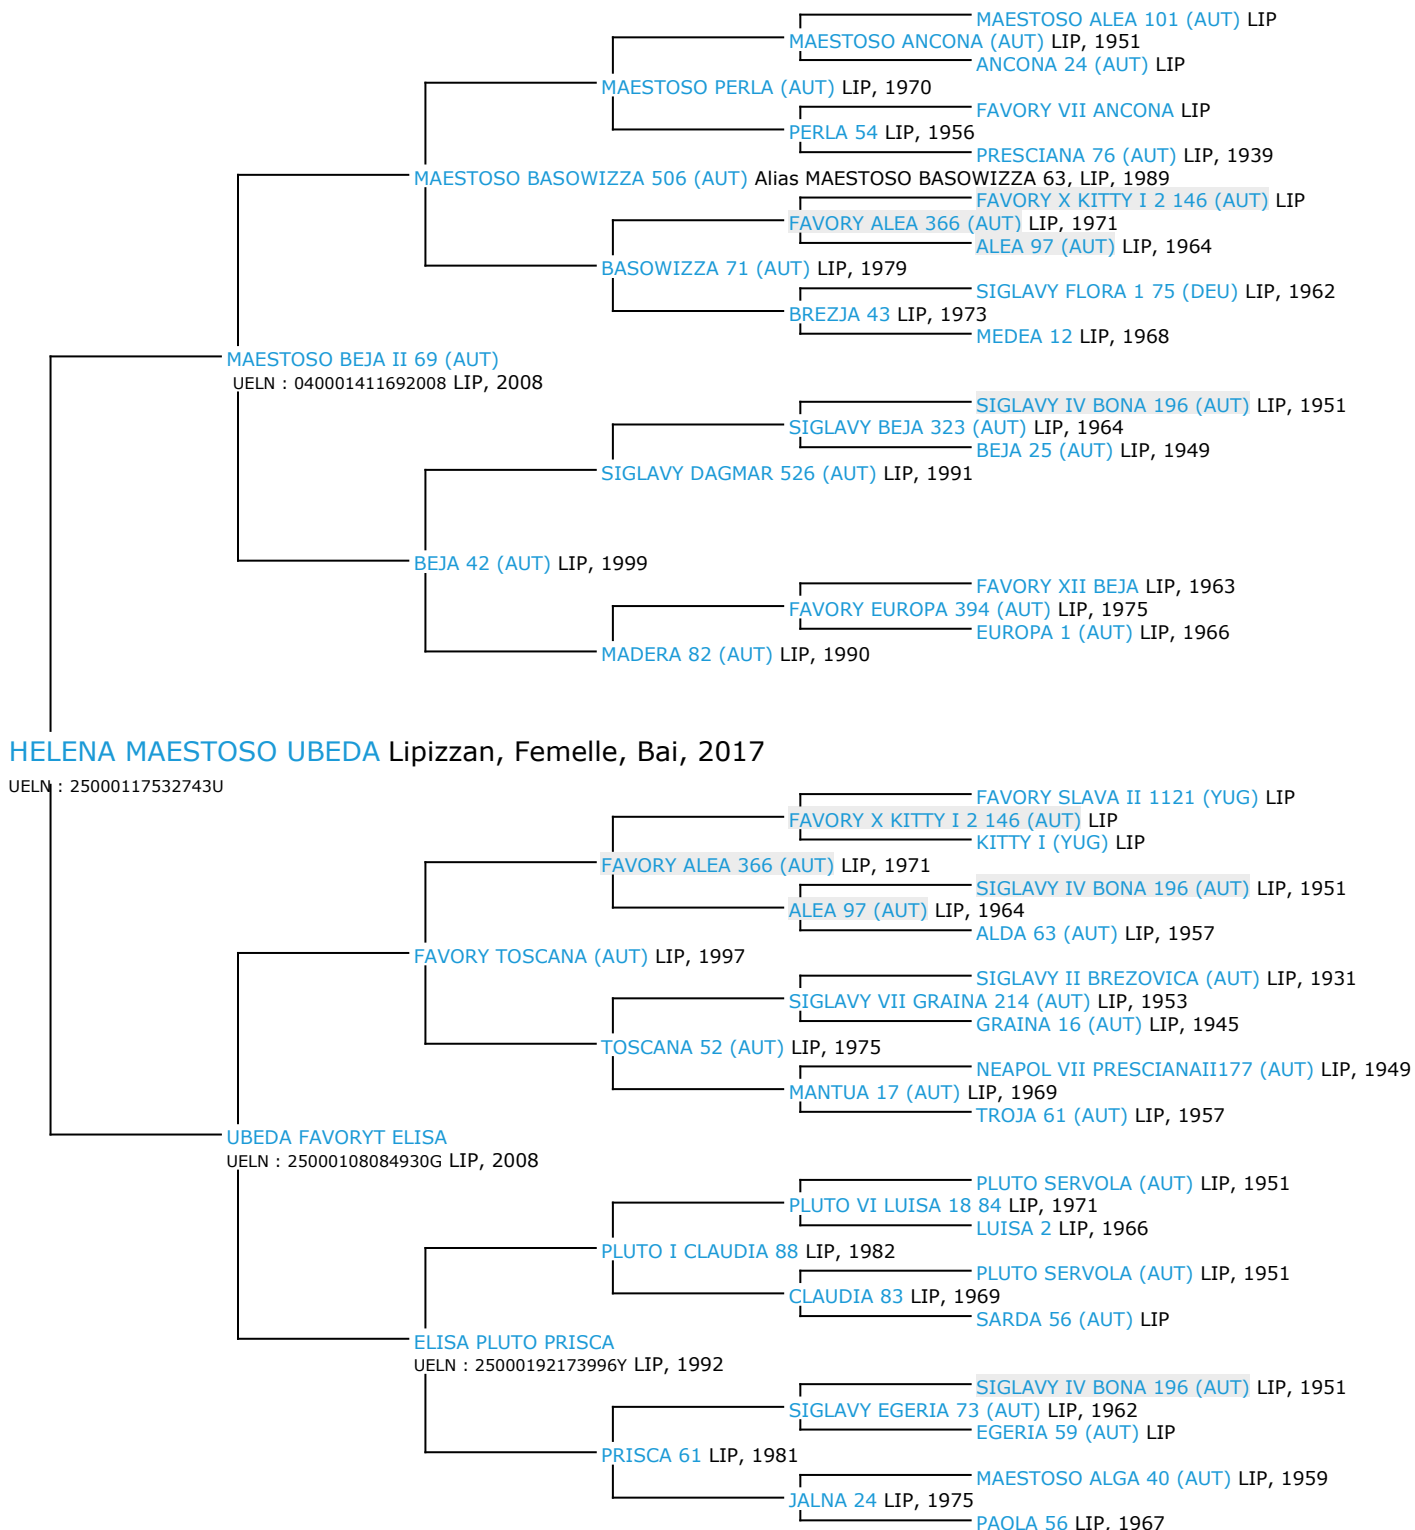 MAESTOSO ALEA 101 (AUT) LIP
MAESTOSO ANCONA (AUT) LIP, 1951
ANCONA 24 (AUT) LIP
MAESTOSO PERLA (AUT) LIP, 1970
FAVORY VII ANCONA LIP
PERLA 54 LIP, 1956
PRESCIANA 76 (AUT) LIP, 1939
MAESTOSO BASOWIZZA 506 (AUT) Alias MAESTOSO BASOWIZZA 63, LIP, 1989
FAVORY X KITTY I 2 146 (AUT) LIP
FAVORY ALEA 366 (AUT) LIP, 1971
ALEA 97 (AUT) LIP, 1964
BASOWIZZA 71 (AUT) LIP, 1979
SIGLAVY FLORA 1 75 (DEU) LIP, 1962
BREZJA 43 LIP, 1973
MEDEA 12 LIP, 1968
MAESTOSO BEJA II 69 (AUT)
UELN : 040001411692008 LIP, 2008
SIGLAVY IV BONA 196 (AUT) LIP, 1951
SIGLAVY BEJA 323 (AUT) LIP, 1964
BEJA 25 (AUT) LIP, 1949
SIGLAVY DAGMAR 526 (AUT) LIP, 1991
BEJA 42 (AUT) LIP, 1999
FAVORY XII BEJA LIP, 1963
FAVORY EUROPA 394 (AUT) LIP, 1975
EUROPA 1 (AUT) LIP, 1966
MADERA 82 (AUT) LIP, 1990
HELENA MAESTOSO UBEDA Lipizzan, Femelle, Bai, 2017
UELN : 25000117532743U
FAVORY SLAVA II 1121 (YUG) LIP
FAVORY X KITTY I 2 146 (AUT) LIP
KITTY I (YUG) LIP
FAVORY ALEA 366 (AUT) LIP, 1971
SIGLAVY IV BONA 196 (AUT) LIP, 1951
ALEA 97 (AUT) LIP, 1964
ALDA 63 (AUT) LIP, 1957
FAVORY TOSCANA (AUT) LIP, 1997
SIGLAVY II BREZOVICA (AUT) LIP, 1931
SIGLAVY VII GRAINA 214 (AUT) LIP, 1953
GRAINA 16 (AUT) LIP, 1945
TOSCANA 52 (AUT) LIP, 1975
NEAPOL VII PRESCIANAII177 (AUT) LIP, 1949
MANTUA 17 (AUT) LIP, 1969
TROJA 61 (AUT) LIP, 1957
UBEDA FAVORYT ELISA
UELN : 25000108084930G LIP, 2008
PLUTO SERVOLA (AUT) LIP, 1951
PLUTO VI LUISA 18 84 LIP, 1971
LUISA 2 LIP, 1966
PLUTO I CLAUDIA 88 LIP, 1982
PLUTO SERVOLA (AUT) LIP, 1951
CLAUDIA 83 LIP, 1969
SARDA 56 (AUT) LIP
ELISA PLUTO PRISCA
UELN : 25000192173996Y LIP, 1992
SIGLAVY IV BONA 196 (AUT) LIP, 1951
SIGLAVY EGERIA 73 (AUT) LIP, 1962
EGERIA 59 (AUT) LIP
PRISCA 61 LIP, 1981
MAESTOSO ALGA 40 (AUT) LIP, 1959
JALNA 24 LIP, 1975
PAOLA 56 LIP, 1967